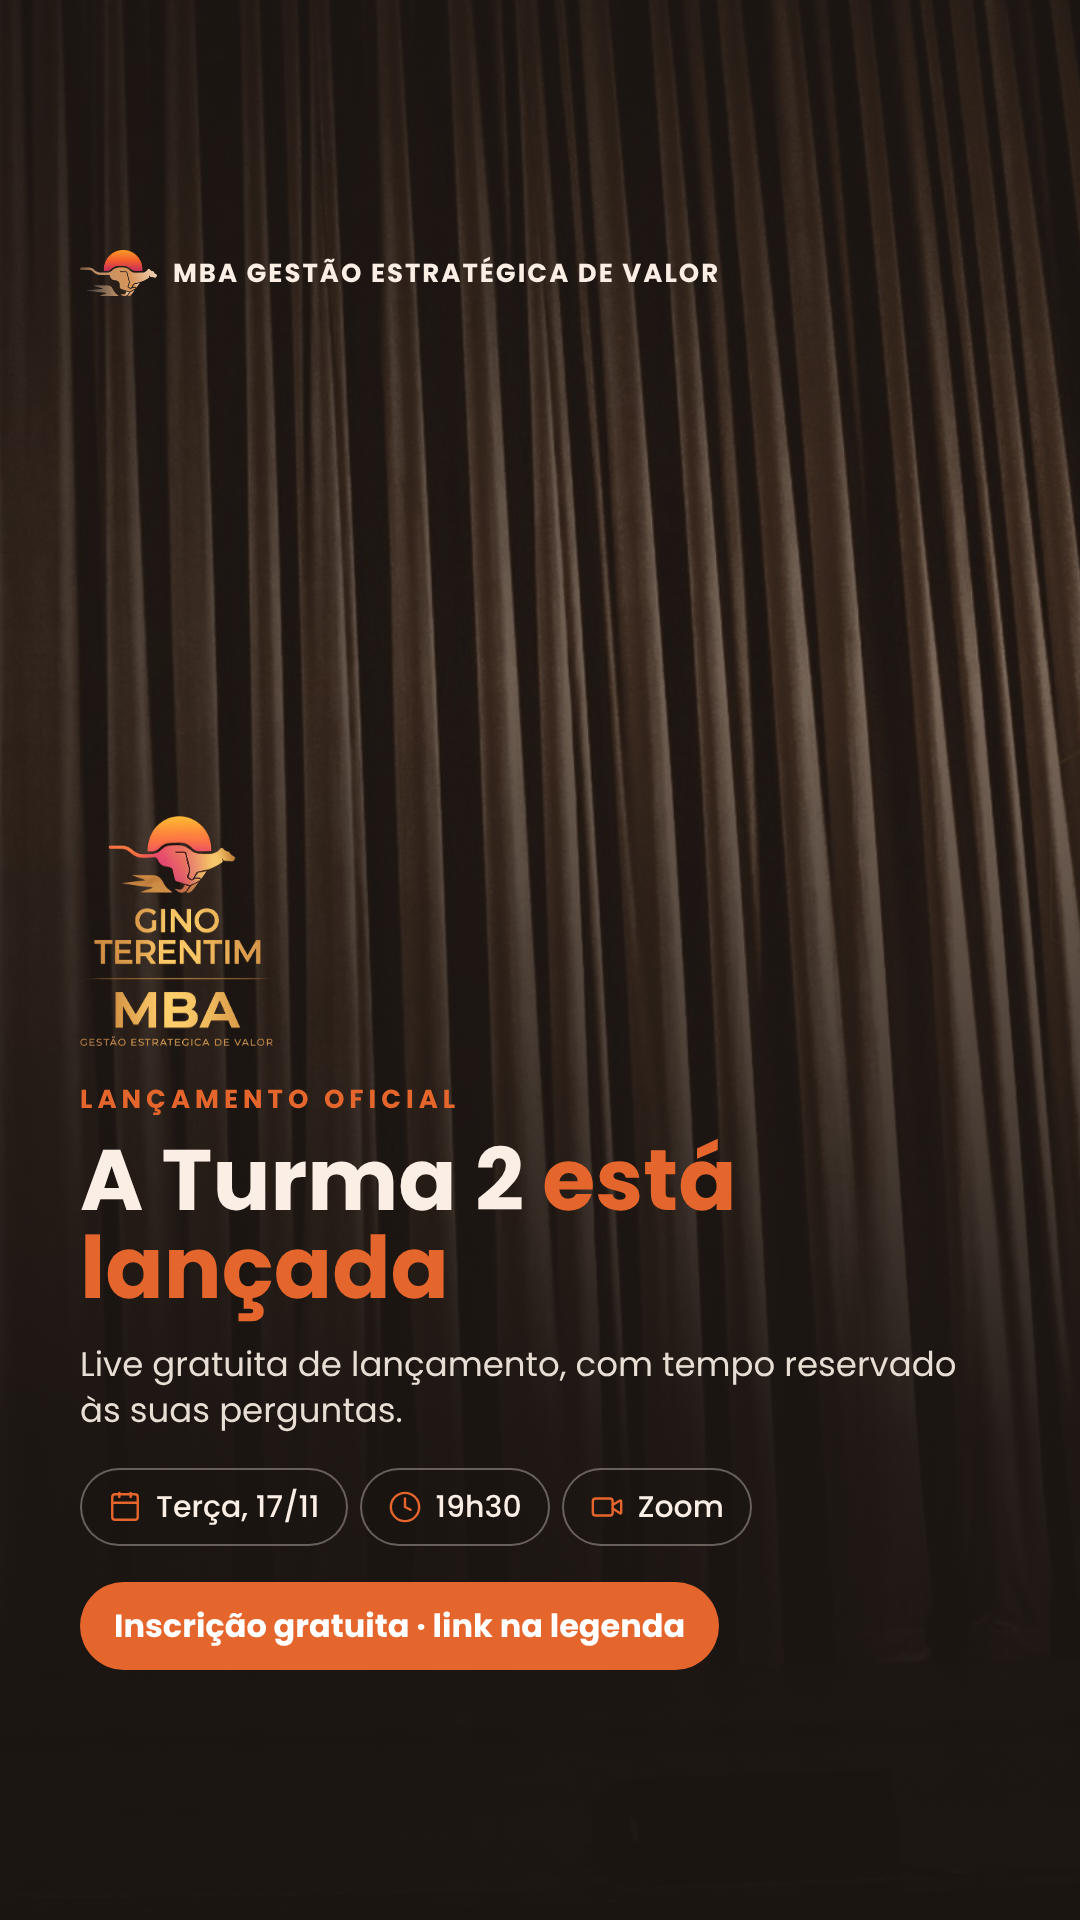 MBA GESTÃO ESTRATÉGICA DE VALOR
GINO
TERENTIM
MBA
GESTÃO ESTRATEGICA DE VALOR
LANÇAMENTO OFICIAL
A Turma 2 está
lançada
Live gratuita de lançamento, com tempo reservado
às suas perguntas.
Terça, 17/11 19h30 Zoom
Inscrição gratuita · link na legenda